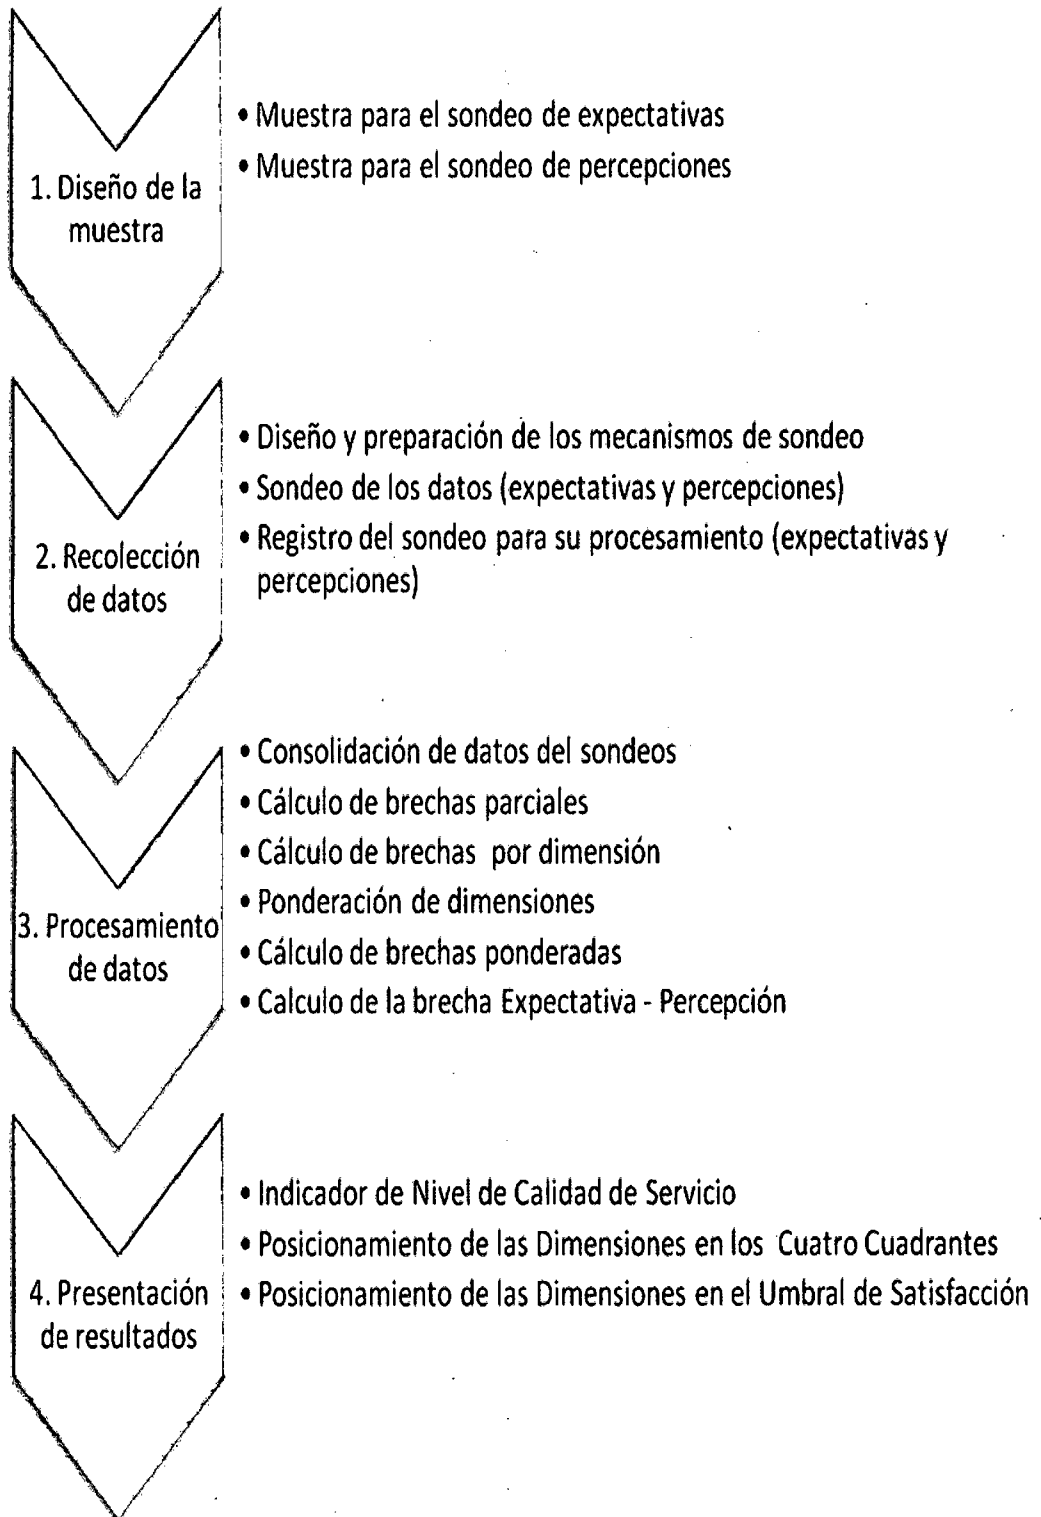 1. Diseño de la
muestra
• Muestra para el sondeo de expectativas
• Muestra para el sondeo de percepciones
2. Recolección
de datos
• Diseño y preparación de los mecanismos de sondeo
• Sondeo de los datos (expectativas y percepciones)
• Registro del sondeo para su procesamiento (expectativas y
percepciones)
3. Procesamiento
de datos
• Consolidación de datos del sondeos
• Cálculo de brechas parciales
• Cálculo de brechas por dimensión
• Ponderación de dimensiones
• Cálculo de brechas ponderadas
• Calculo de la brecha Expectativa - Percepción
4. Presentación
de resultados
• Indicador de Nivel de Calidad de Servicio
• Posicionamiento de las Dimensiones en los Cuatro Cuadrantes
• Posicionamiento de las Dimensiones en el Umbral de Satisfacción